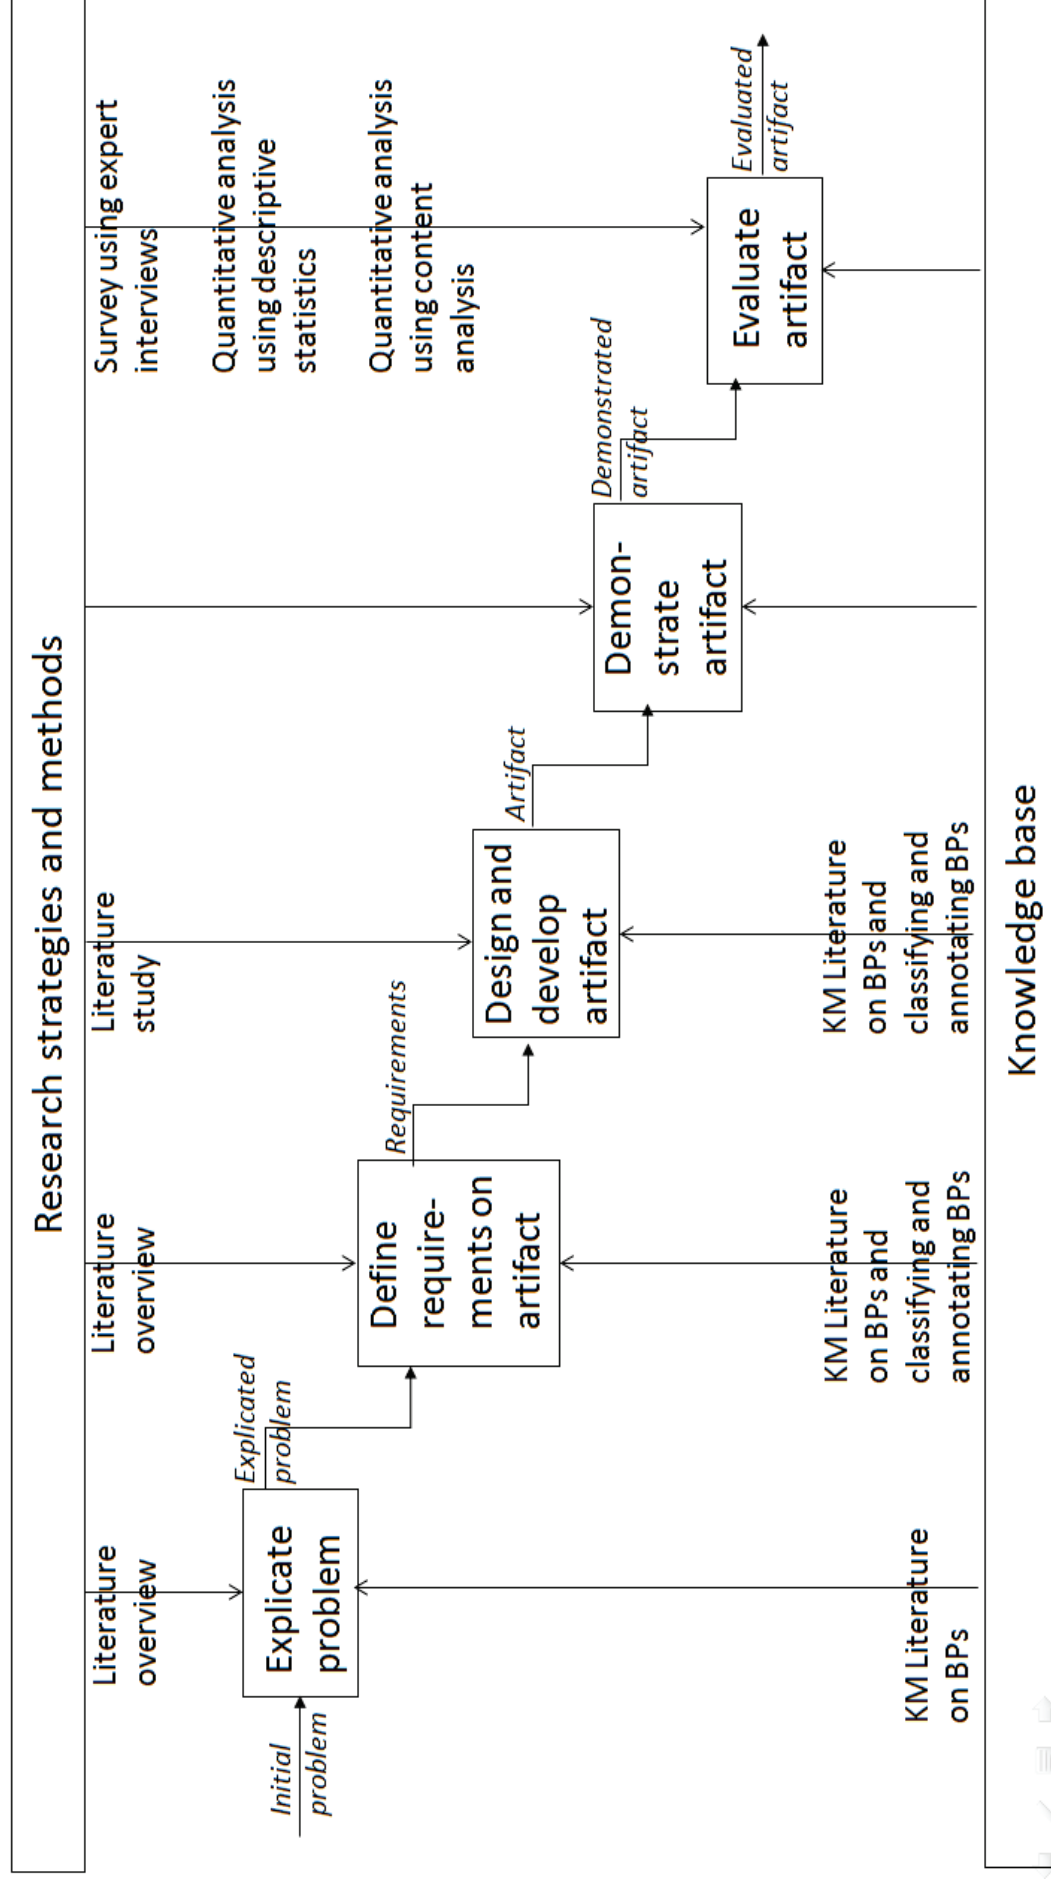 Research strategies and methods
Literature
overview
Literature
overview
Literature
study
Survey using expert
interviews
Quantitative analysis
using descriptive
statistics
Quantitative analysis
using content
analysis
Initial
problem
Explicate
problem
Explicated
problem
Define
require-
ments on
artifact
Requirements
Design and
develop
artifact
Artifact
Demon-
strate
artifact
Demonstrated
artifact
Evaluate
artifact
Evaluated
artifact
KM Literature
on BPs
KM Literature
on BPs and
classifying and
annotating BPs
KM Literature
on BPs and
classifying and
annotating BPs
Knowledge base